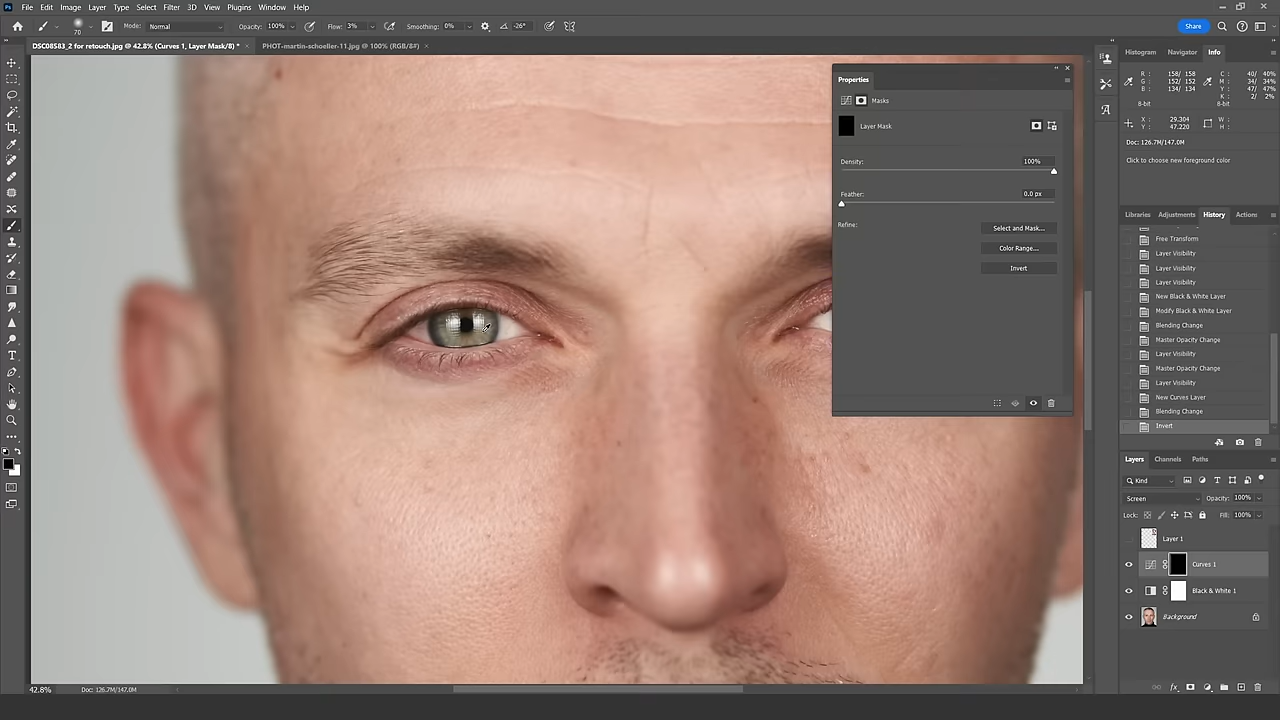 File Edit Image Layer Type Select Filter 3D View Plugins Window Help
70 Mode: Normal Opacity: 100% Flow: 3% Smoothing: 0% -26° Share
DSC08583_2 for retouch.jpg @ 42.8% (Curves 1, Layer Mask/8) * × PHOT-martin-schoeller-11.jpg @ 100% (RGB/8#) ×
Properties
Masks
Layer Mask
Density: 100%
Feather: 0.0 px
Refine: Select and Mask...
Color Range...
Invert
Histogram Navigator Info
R : 158/ 158 C : 40/ 40%
G : 152/ 152 M : 34/ 34%
B : 134/ 134 Y : 47/ 47%
K : 2/ 2%
8-bit 8-bit
X : 29.304 W :
Y : 47.220 H :
Doc: 126.7M/147.0M
Click to choose new foreground color
Libraries Adjustments History Actions
Free Transform
Layer Visibility
Layer Visibility
Layer Visibility
New Black & White Layer
Modify Black & White Layer
Blending Change
Master Opacity Change
Layer Visibility
Master Opacity Change
Layer Visibility
New Curves Layer
Blending Change
Invert
Layers Channels Paths
Kind
Screen Opacity: 100%
Lock: Fill: 100%
Layer 1
Curves 1
Black & White 1
Background
42.8% Doc: 126.7M/147.0M